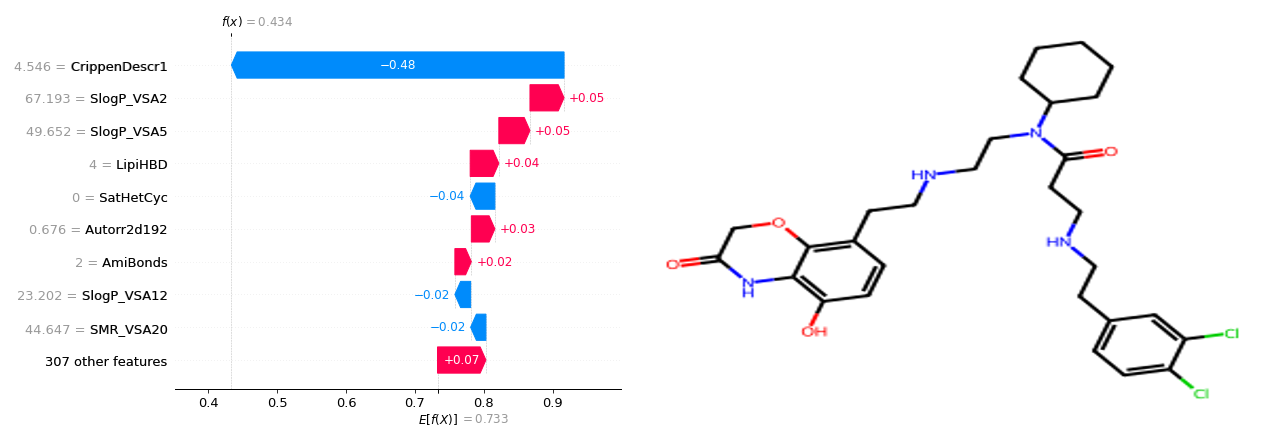 f(x) = 0.434
4.546 = CrippenDescr1 −0.48
67.193 = SlogP_VSA2 +0.05
49.652 = SlogP_VSA5 +0.05
4 = LipiHBD +0.04
0 = SatHetCyc −0.04
0.676 = Autorr2d192 +0.03
2 = AmiBonds +0.02
23.202 = SlogP_VSA12 −0.02
44.647 = SMR_VSA20 −0.02
307 other features +0.07
0.4 0.5 0.6 0.7 0.8 0.9
E[f(X)] = 0.733
N
O
HN
O
HN
O
N
H
OH
Cl
Cl